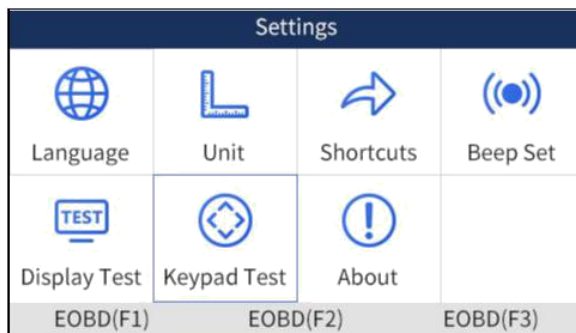 Settings
Language Unit Shortcuts Beep Set
TEST
Display Test Keypad Test About
EOBD(F1) EOBD(F2) EOBD(F3)